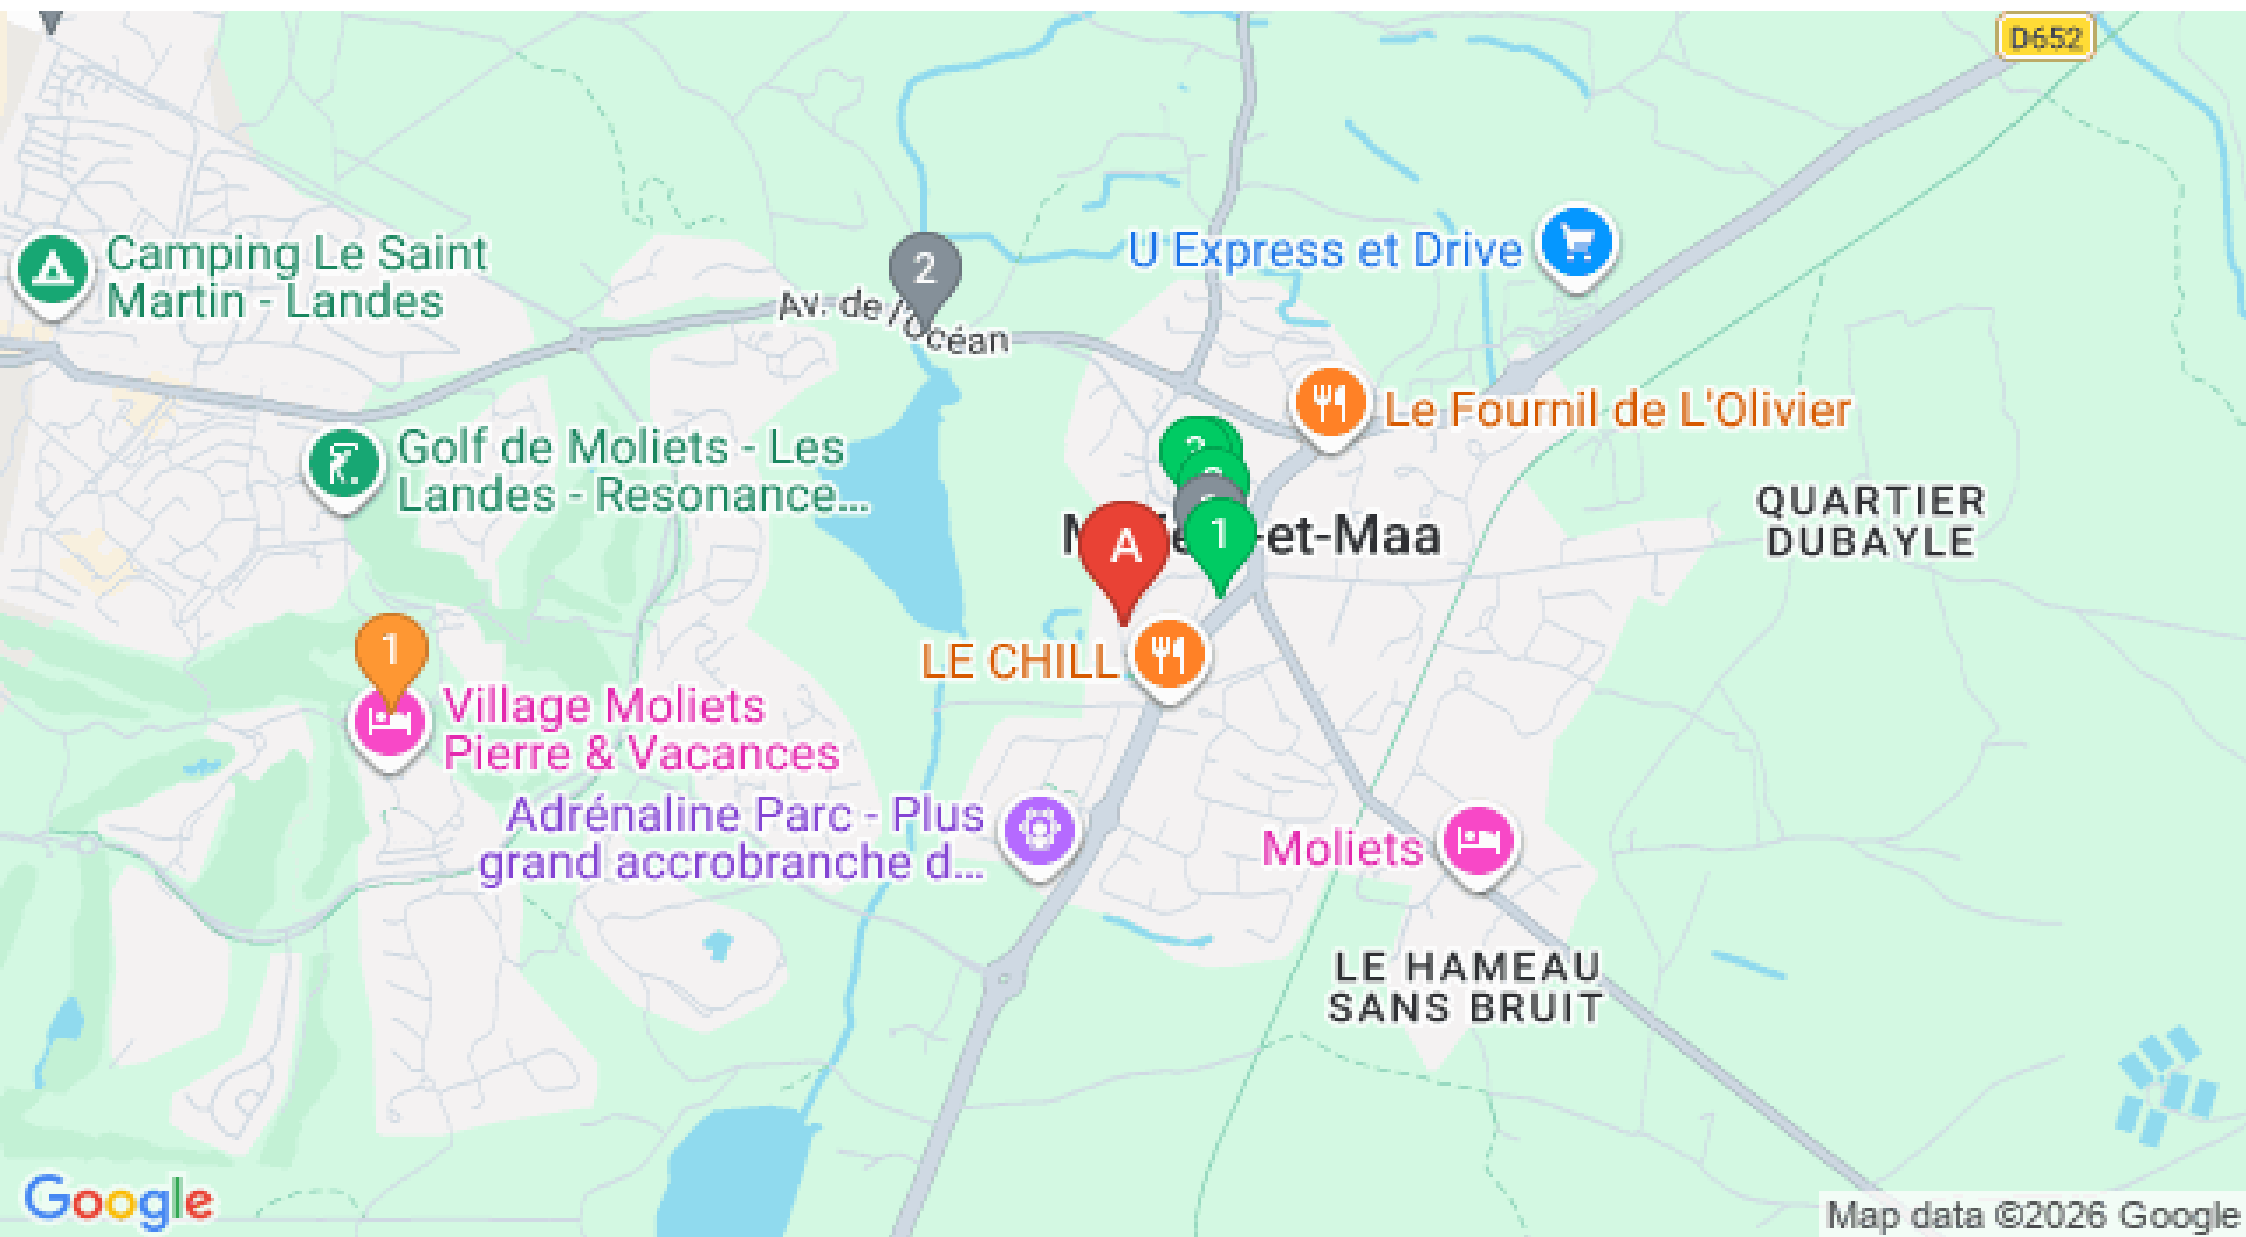 D652
Camping Le Saint
Martin - Landes
2
Av. de l'Océan
U Express et Drive
Le Fournil de L'Olivier
Golf de Moliets - Les
Landes - Resonance...
QUARTIER
DUBAYLE
A
1
-et-Maa
LE CHILL
1
Village Moliets
Pierre & Vacances
Adrénaline Parc - Plus
grand accrobranche d...
Moliets
LE HAMEAU
SANS BRUIT
Google
Map data ©2026 Google